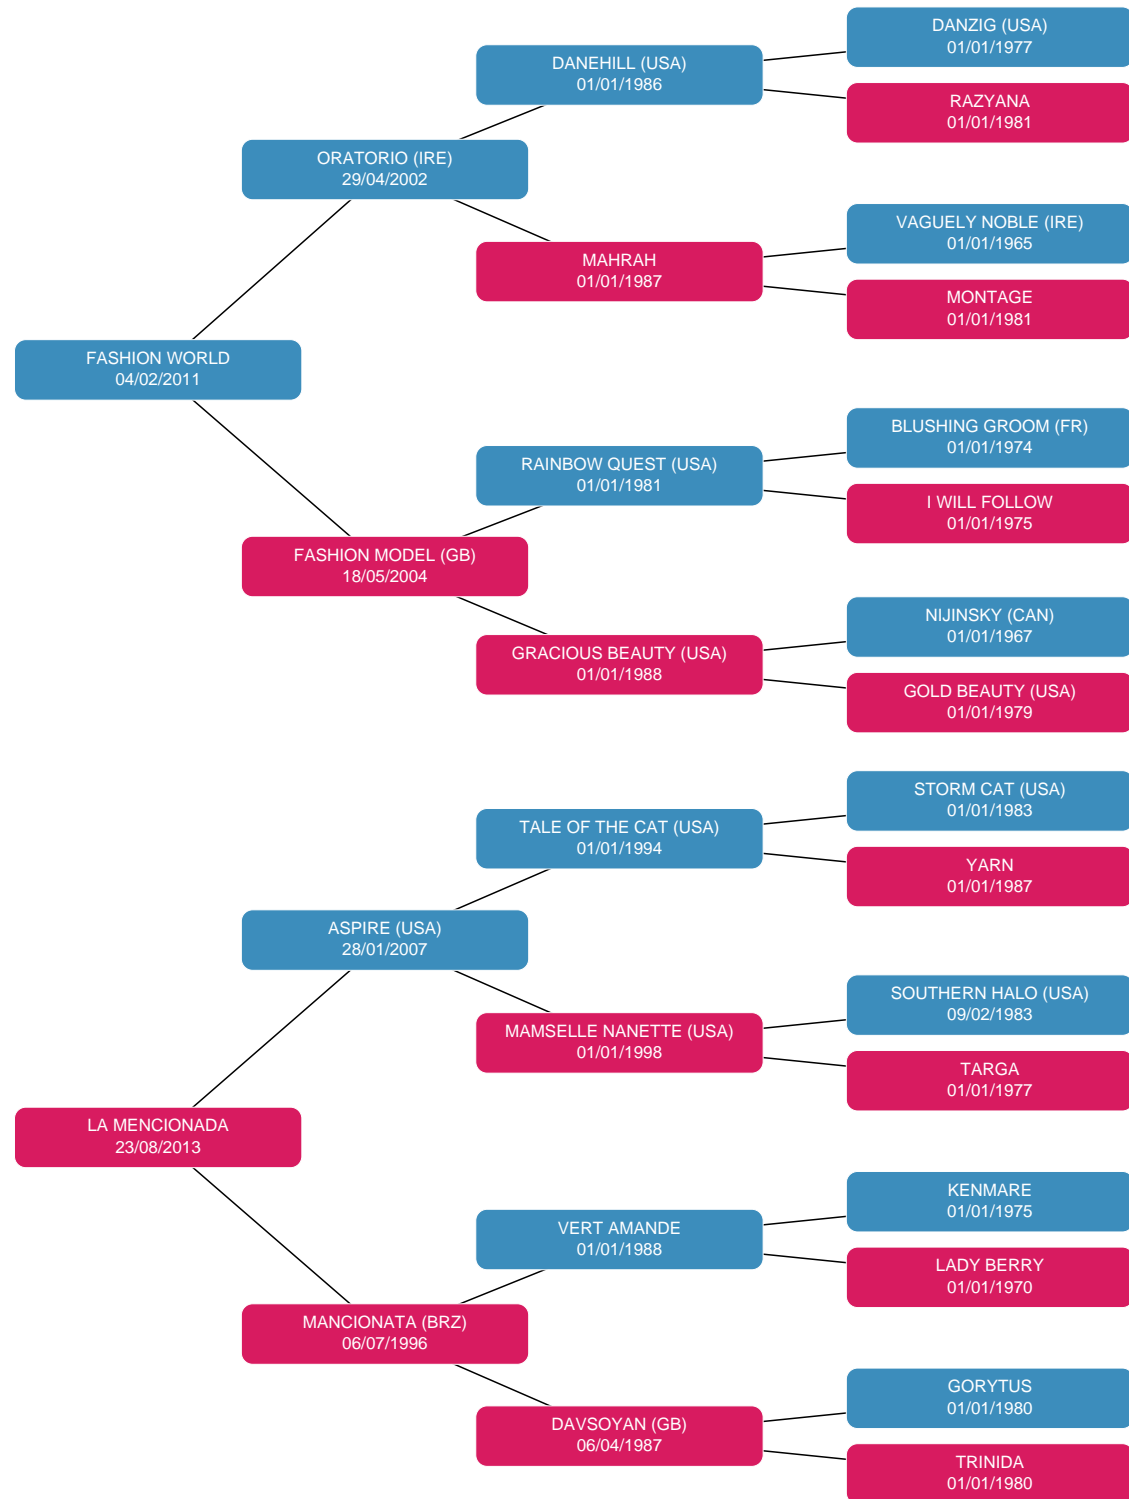 DANZIG (USA)
01/01/1977
DANEHILL (USA)
01/01/1986
RAZYANA
01/01/1981
ORATORIO (IRE)
29/04/2002
VAGUELY NOBLE (IRE)
01/01/1965
MAHRAH
01/01/1987
MONTAGE
01/01/1981
FASHION WORLD
04/02/2011
BLUSHING GROOM (FR)
01/01/1974
RAINBOW QUEST (USA)
01/01/1981
I WILL FOLLOW
01/01/1975
FASHION MODEL (GB)
18/05/2004
NIJINSKY (CAN)
01/01/1967
GRACIOUS BEAUTY (USA)
01/01/1988
GOLD BEAUTY (USA)
01/01/1979
STORM CAT (USA)
01/01/1983
TALE OF THE CAT (USA)
01/01/1994
YARN
01/01/1987
ASPIRE (USA)
28/01/2007
SOUTHERN HALO (USA)
09/02/1983
MAMSELLE NANETTE (USA)
01/01/1998
TARGA
01/01/1977
LA MENCIONADA
23/08/2013
KENMARE
01/01/1975
VERT AMANDE
01/01/1988
LADY BERRY
01/01/1970
MANCIONATA (BRZ)
06/07/1996
GORYTUS
01/01/1980
DAVSOYAN (GB)
06/04/1987
TRINIDA
01/01/1980